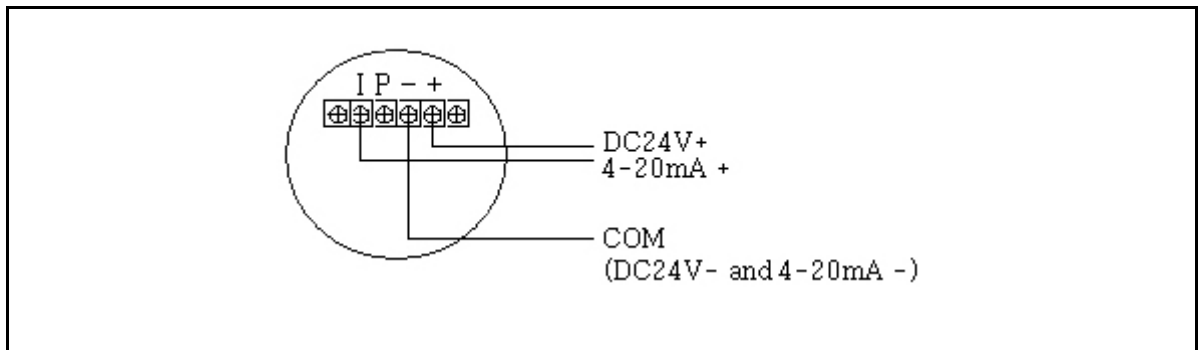 I P - +
DC24V+
4-20mA +
COM
(DC24V- and 4-20mA -)